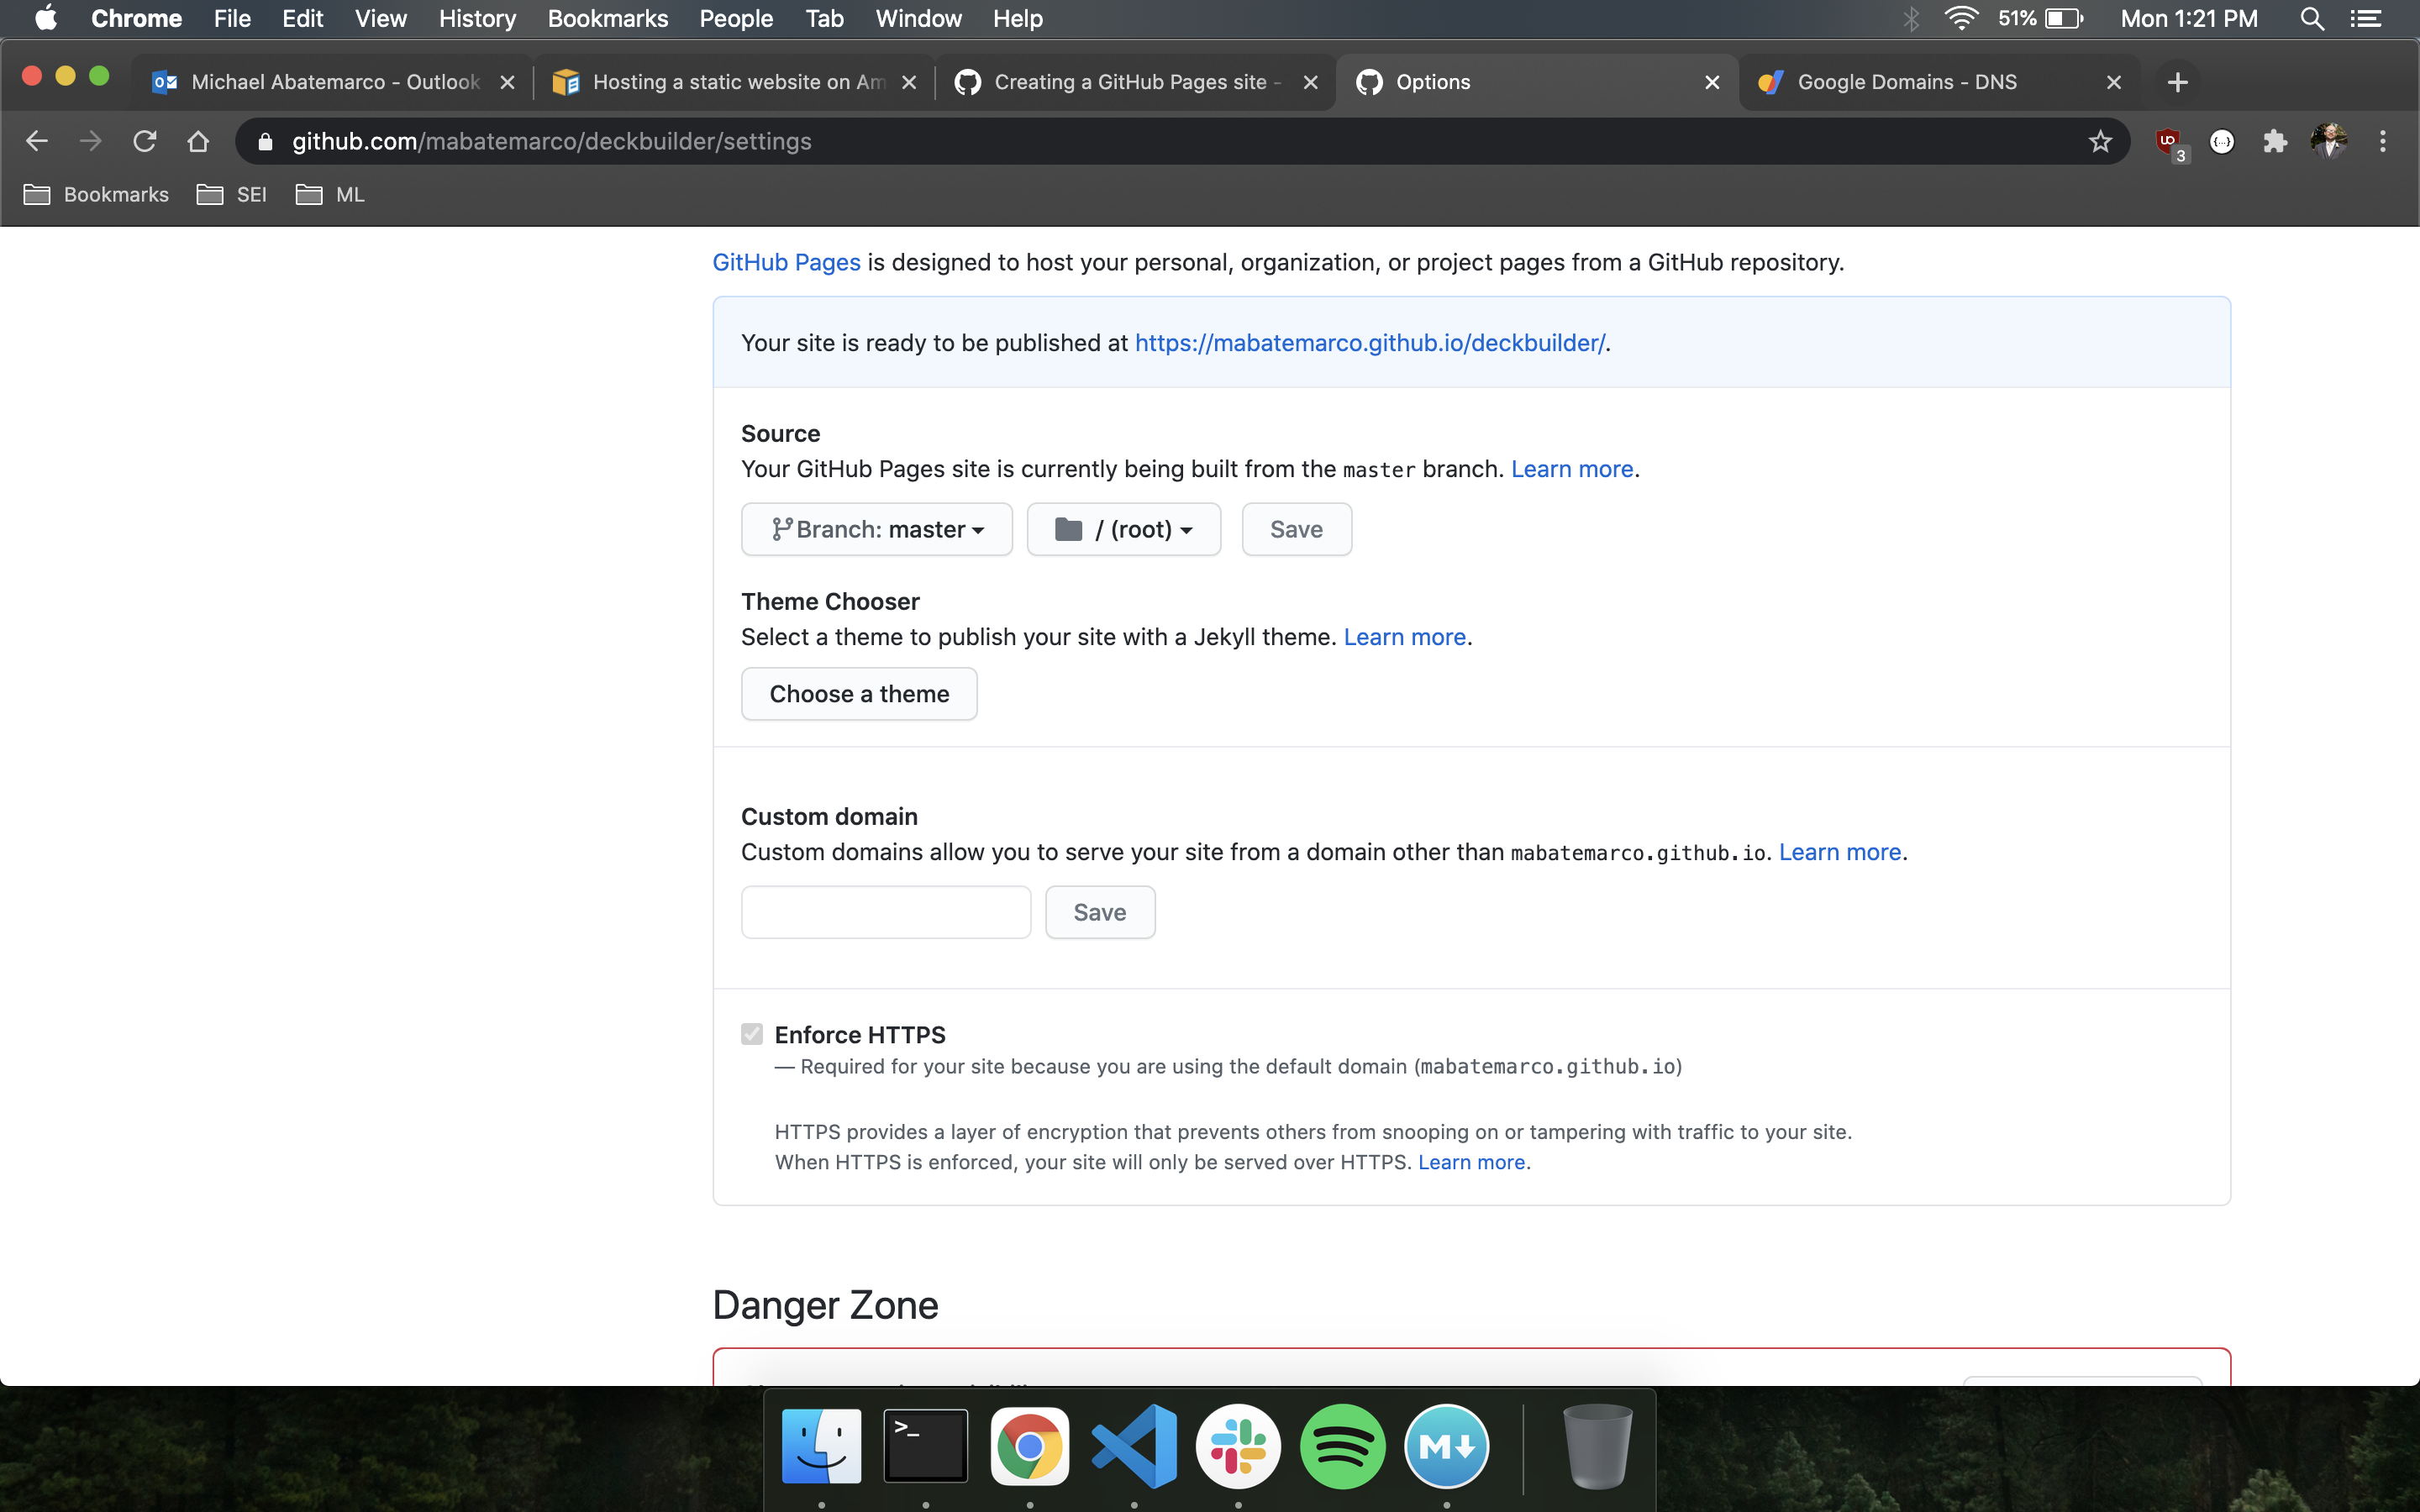 Chrome File Edit View History Bookmarks People Tab Window Help 51% Mon 1:21 PM
Michael Abatemarco - Outlook Hosting a static website on Am Creating a GitHub Pages site - Options Google Domains - DNS
github.com/mabatemarco/deckbuilder/settings 3
Bookmarks SEI ML
GitHub Pages is designed to host your personal, organization, or project pages from a GitHub repository.
Your site is ready to be published at https://mabatemarco.github.io/deckbuilder/.
Source
Your GitHub Pages site is currently being built from the master branch. Learn more.
Branch: master / (root) Save
Theme Chooser
Select a theme to publish your site with a Jekyll theme. Learn more.
Choose a theme
Custom domain
Custom domains allow you to serve your site from a domain other than mabatemarco.github.io. Learn more.
Save
Enforce HTTPS
— Required for your site because you are using the default domain (mabatemarco.github.io)
HTTPS provides a layer of encryption that prevents others from snooping on or tampering with traffic to your site.
When HTTPS is enforced, your site will only be served over HTTPS. Learn more.
Danger Zone